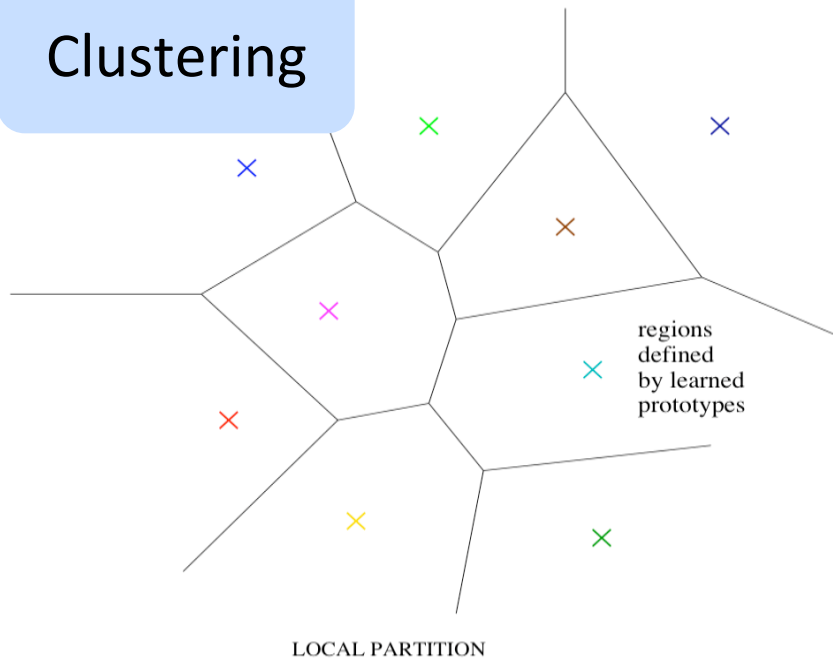 Clustering
regions
defined
by learned
prototypes
LOCAL PARTITION